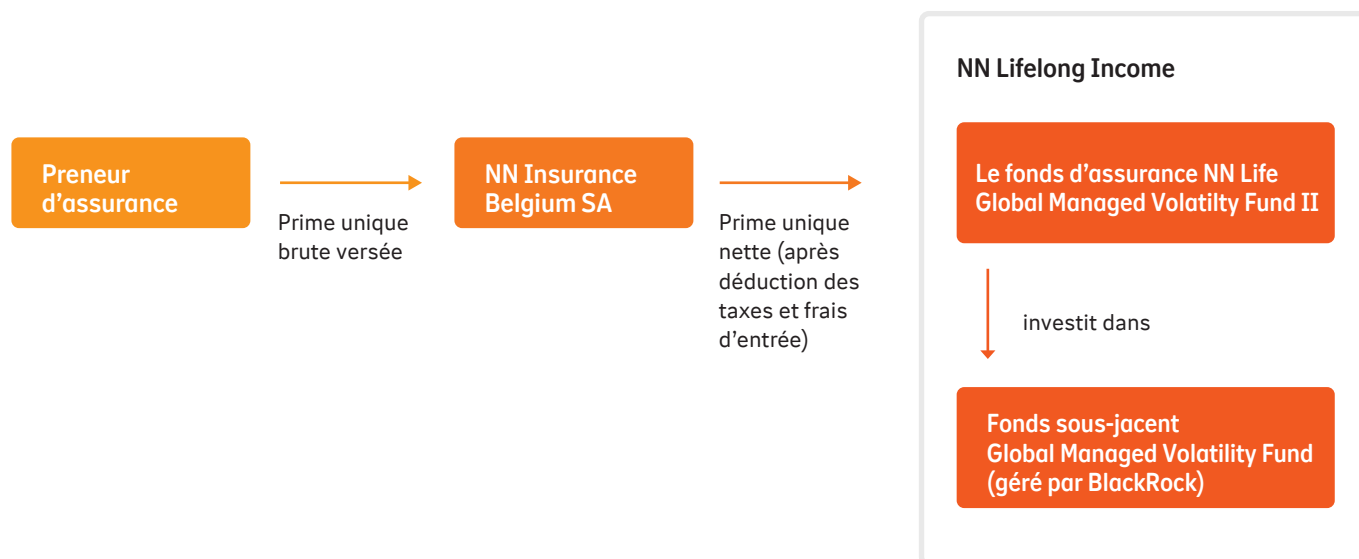 Preneur
d'assurance
Prime unique
brute versée
NN Insurance
Belgium SA
Prime unique
nette (après
déduction des
taxes et frais
d'entrée)
NN Lifelong Income
Le fonds d'assurance NN Life
Global Managed Volatilty Fund II
investit dans
Fonds sous-jacent
Global Managed Volatility Fund
(géré par BlackRock)